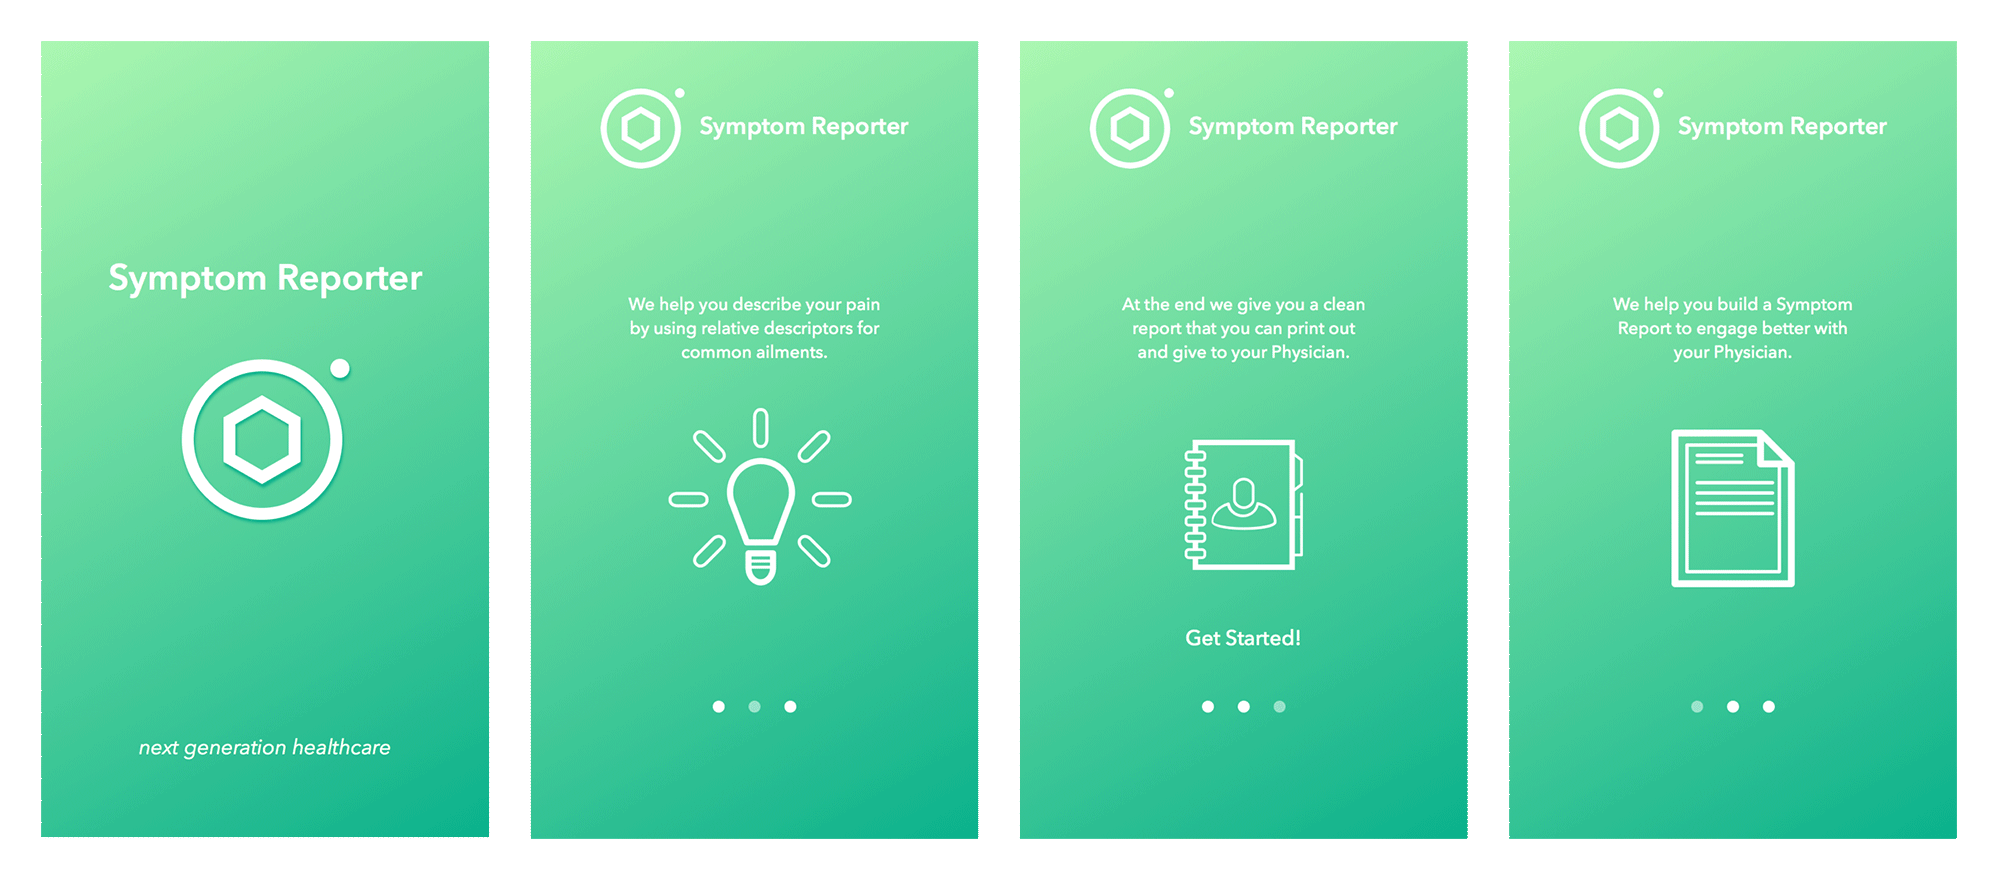 Symptom Reporter
next generation healthcare
Symptom Reporter
We help you describe your pain
by using relative descriptors for
common ailments.
Symptom Reporter
At the end we give you a clean
report that you can print out
and give to your Physician.
Get Started!
Symptom Reporter
We help you build a Symptom
Report to engage better with
your Physician.